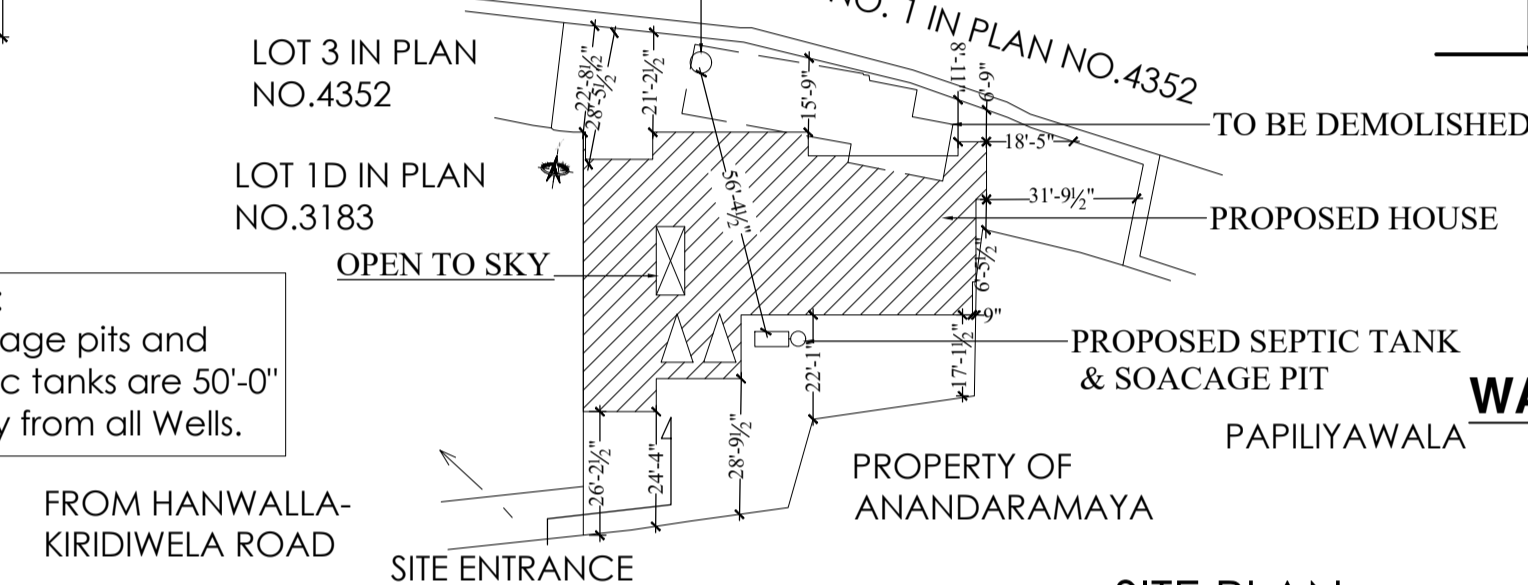 NO. 1 IN PLAN NO.4352
LOT 3 IN PLAN
NO.4352
22'-8½"
28'-5½"
21'-2½"
15'-9"
8'-11"
6'-9"
TO BE DEMOLISHED
18'-5"
LOT 1D IN PLAN
NO.3183
56'-4½"
31'-9½"
PROPOSED HOUSE
OPEN TO SKY
6'-5½"
9"
age pits and
c tanks are 50'-0"
y from all Wells.
PROPOSED SEPTIC TANK
& SOACAGE PIT
22'-1"
17'-1½"
WA
PAPILIYAWALA
26'-2½"
24'-4"
28'-9½"
PROPERTY OF
ANANDARAMAYA
FROM HANWALLA-
KIRIDIWELA ROAD
SITE ENTRANCE
SITE PLAN